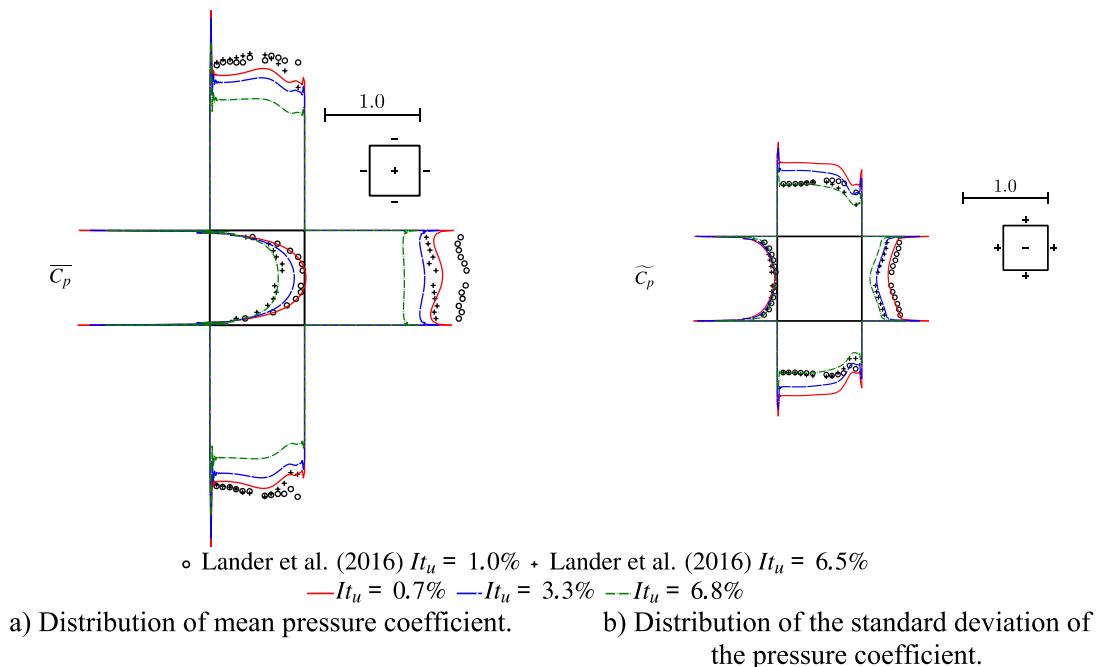 1.0
1.0
$\overline{C_p}$
$\widetilde{C_p}$
Lander et al. (2016) $It_u$ = 1.0% + Lander et al. (2016) $It_u$ = 6.5%
$It_u$ = 0.7% $It_u$ = 3.3% $It_u$ = 6.8%
a) Distribution of mean pressure coefficient.
b) Distribution of the standard deviation of
the pressure coefficient.